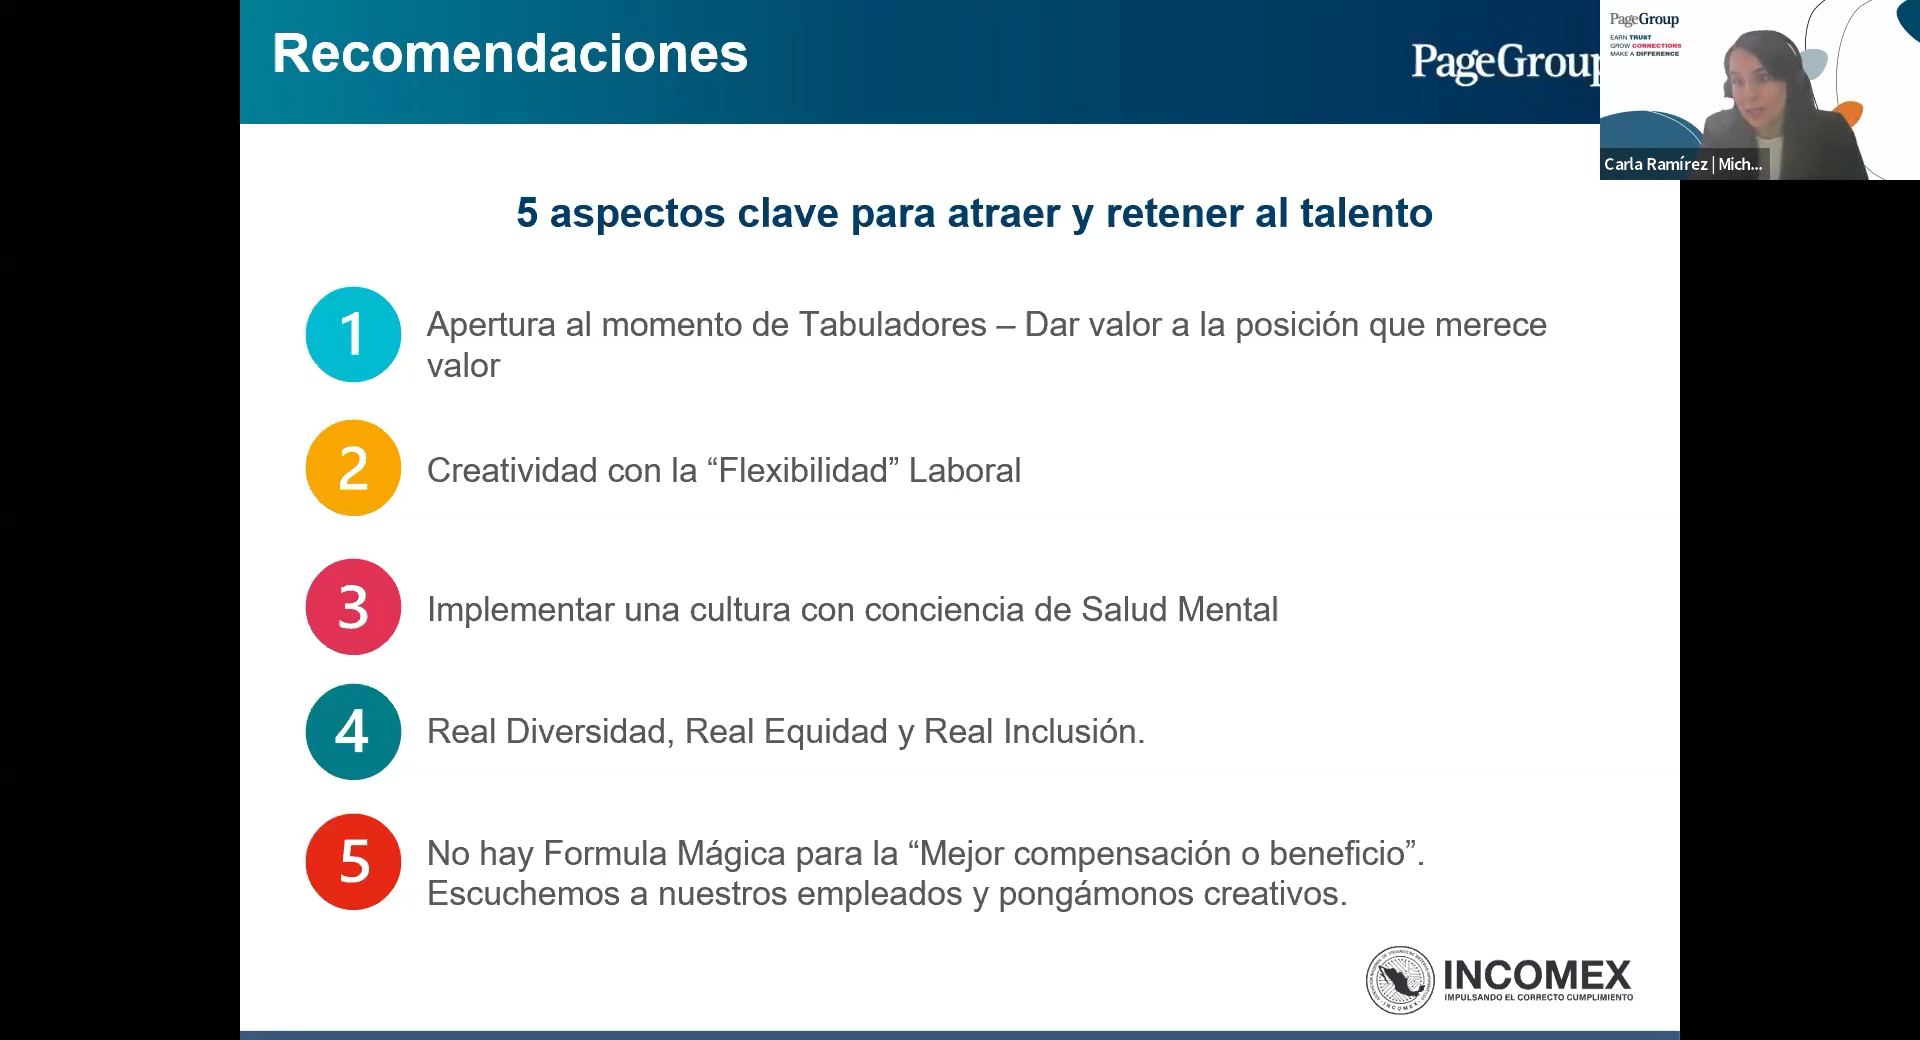 Recomendaciones
PageGroup
PageGroup
EARN TRUST
GROW CONNECTIONS
MAKE A DIFFERENCE
Carla Ramírez | Mich...
5 aspectos clave para atraer y retener al talento
1
Apertura al momento de Tabuladores – Dar valor a la posición que merece
valor
2
Creatividad con la “Flexibilidad” Laboral
3
Implementar una cultura con conciencia de Salud Mental
4
Real Diversidad, Real Equidad y Real Inclusión.
5
No hay Formula Mágica para la “Mejor compensación o beneficio”.
Escuchemos a nuestros empleados y pongámonos creativos.
INCOMEX
IMPULSANDO EL CORRECTO CUMPLIMIENTO